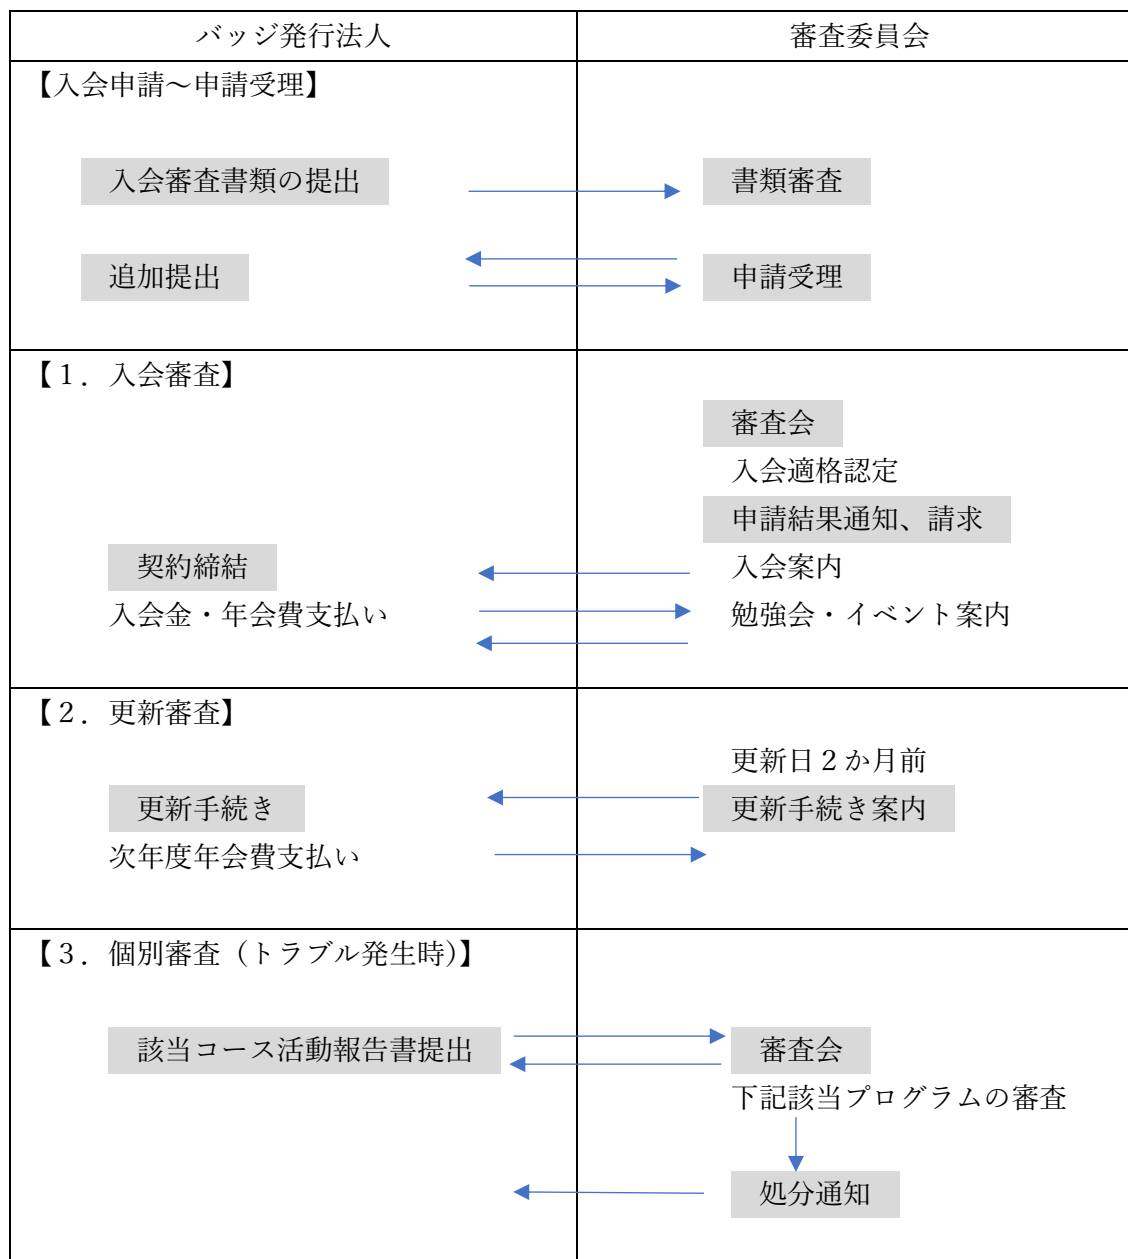 バッジ発行法人
審査委員会
【入会申請～申請受理】
入会審査書類の提出
書類審査
追加提出
申請受理
【１．入会審査】
審査会
入会適格認定
申請結果通知、請求
契約締結
入会案内
入会金・年会費支払い
勉強会・イベント案内
【２．更新審査】
更新日２か月前
更新手続き
更新手続き案内
次年度年会費支払い
【３．個別審査（トラブル発生時）】
該当コース活動報告書提出
審査会
下記該当プログラムの審査
処分通知